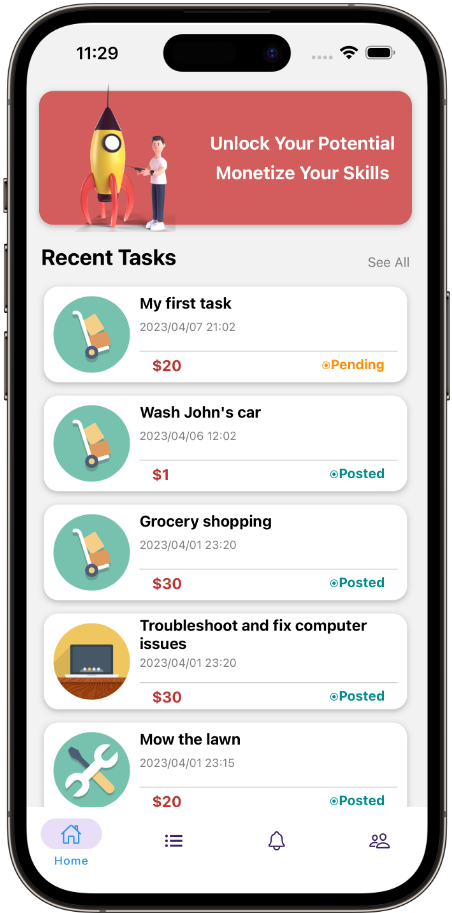 11:29
Unlock Your Potential
Monetize Your Skills
Recent Tasks
See All
My first task
2023/04/07 21:02
$20
Pending
Wash John's car
2023/04/06 12:02
$1
Posted
Grocery shopping
2023/04/01 23:20
$30
Posted
Troubleshoot and fix computer
issues
2023/04/01 23:20
$30
Posted
Mow the lawn
2023/04/01 23:15
$20
Posted
Home